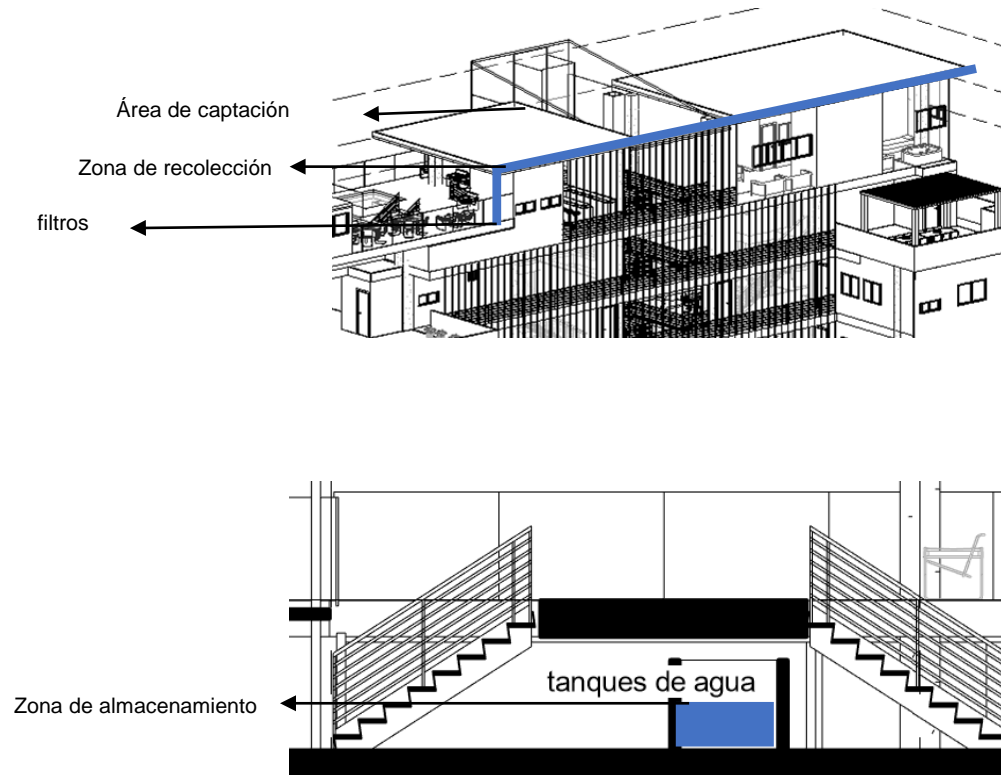 Área de captación
Zona de recolección
filtros
tanques de agua
Zona de almacenamiento